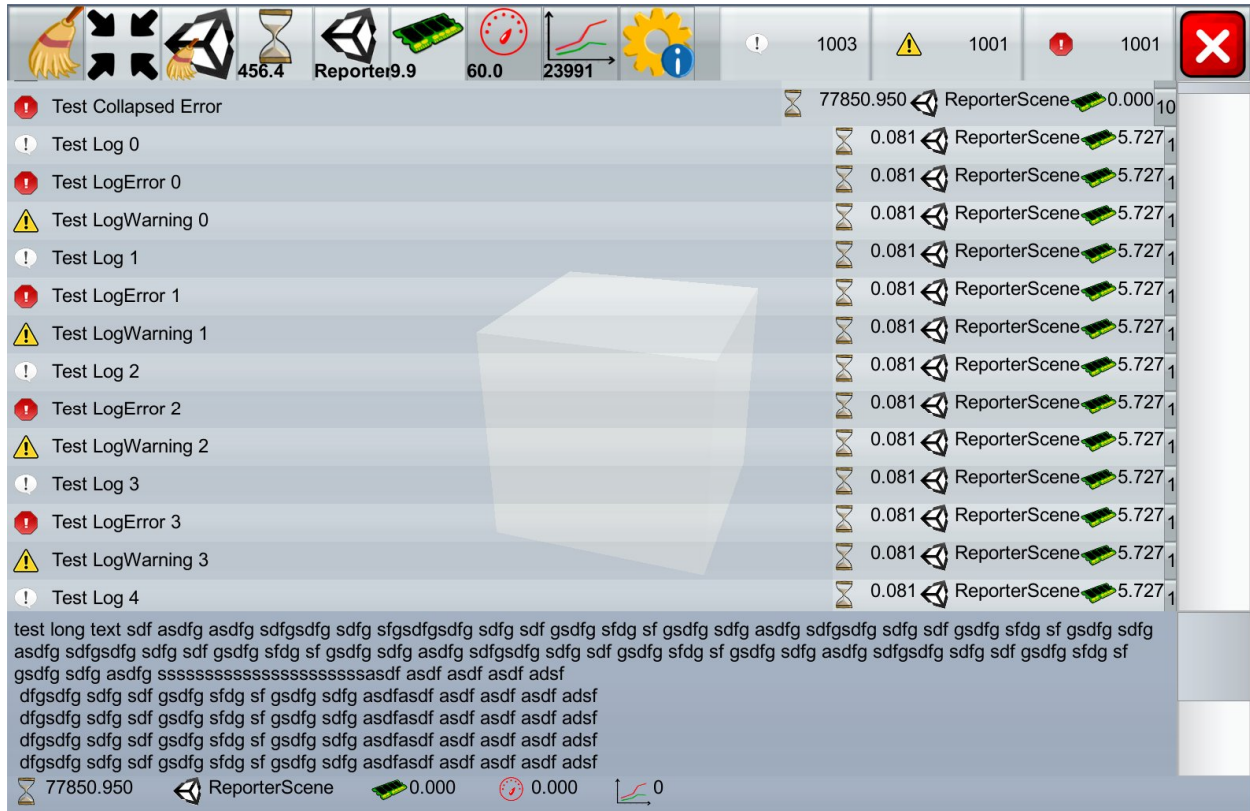 456.4 Reporter 9.9 60.0 23991 1003 1001 1001
Test Collapsed Error 77850.950 ReporterScene 0.000 10
Test Log 0 0.081 ReporterScene 5.727 1
Test LogError 0 0.081 ReporterScene 5.727 1
Test LogWarning 0 0.081 ReporterScene 5.727 1
Test Log 1 0.081 ReporterScene 5.727 1
Test LogError 1 0.081 ReporterScene 5.727 1
Test LogWarning 1 0.081 ReporterScene 5.727 1
Test Log 2 0.081 ReporterScene 5.727 1
Test LogError 2 0.081 ReporterScene 5.727 1
Test LogWarning 2 0.081 ReporterScene 5.727 1
Test Log 3 0.081 ReporterScene 5.727 1
Test LogError 3 0.081 ReporterScene 5.727 1
Test LogWarning 3 0.081 ReporterScene 5.727 1
Test Log 4 0.081 ReporterScene 5.727 1
test long text sdf asdfg asdfg sdfgsdfg sdfg sfgsdfgsdfg sdfg sdf gsdfg sfdg sf gsdfg sdfg asdfg sdfgsdfg sdfg sdf gsdfg sfdg sf gsdfg sdfg
asdfg sdfgsdfg sdfg sdf gsdfg sfdg sf gsdfg sdfg asdfg sdfgsdfg sdfg sdf gsdfg sfdg sf gsdfg sdfg asdfg sdfgsdfg sdfg sdf gsdfg sfdg sf
gsdfg sdfg asdfg ssssssssssssssssssssssasdf asdf asdf asdf adsf
dfgsdfg sdfg sdf gsdfg sfdg sf gsdfg sdfg asdfasdf asdf asdf asdf adsf
dfgsdfg sdfg sdf gsdfg sfdg sf gsdfg sdfg asdfasdf asdf asdf asdf adsf
dfgsdfg sdfg sdf gsdfg sfdg sf gsdfg sdfg asdfasdf asdf asdf asdf adsf
dfgsdfg sdfg sdf gsdfg sfdg sf gsdfg sdfg asdfasdf asdf asdf asdf adsf
77850.950 ReporterScene 0.000 0.000 0